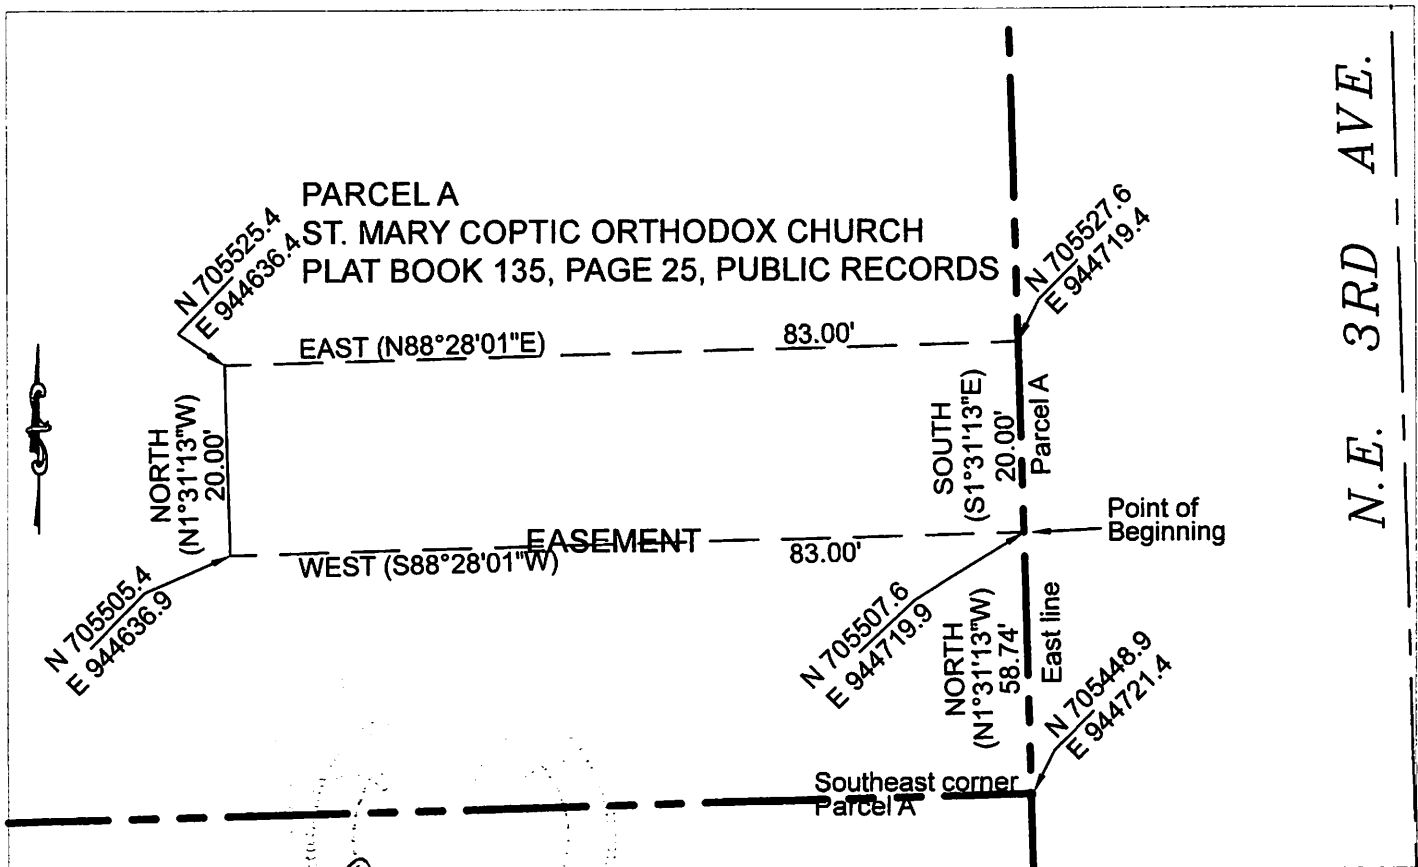 PARCEL A
ST. MARY COPTIC ORTHODOX CHURCH
PLAT BOOK 135, PAGE 25, PUBLIC RECORDS
N 705525.4
E 944636.4
N 705527.6
E 944719.4
N.E. 3RD AVE.
EAST (N88°28'01"E)
83.00'
NORTH
(N1°31'13"W)
20.00'
SOUTH
(S1°31'13"E)
20.00'
Parcel A
EASEMENT
WEST (S88°28'01"W)
83.00'
Point of
Beginning
N 705505.4
E 944636.9
N 705507.6
E 944719.9
NORTH
(N1°31'13"W)
58.74'
East line
N 705448.9
E 944721.4
Southeast corner
Parcel A